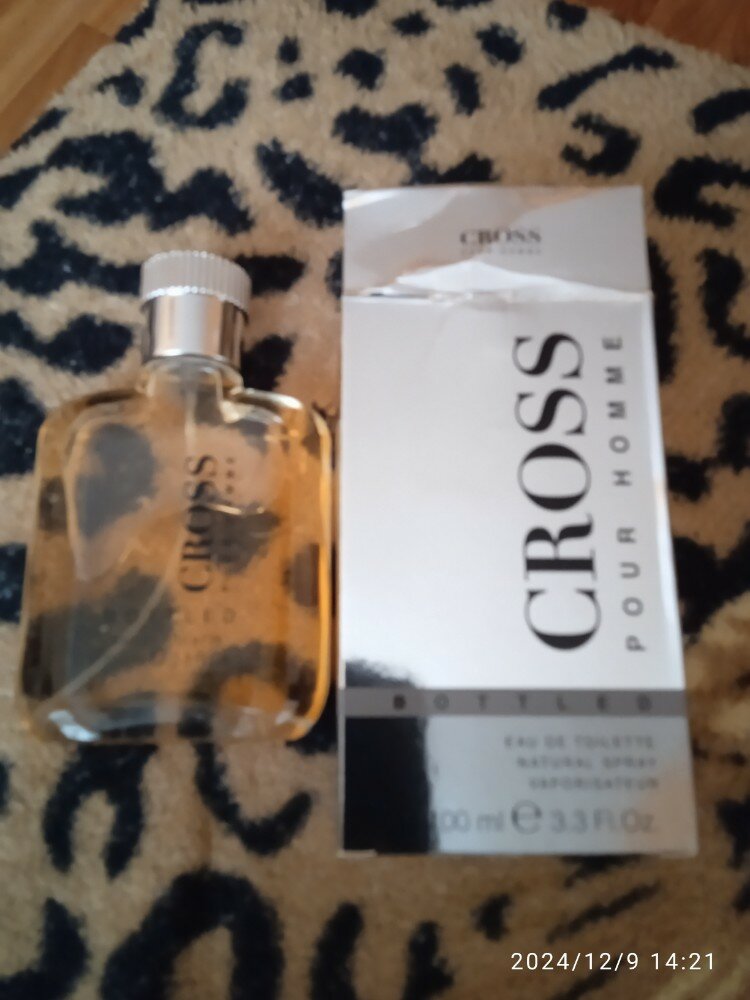 CROSS
CROSS
POUR HOMME
BOTTLED
EAU DE TOILETTE
NATURAL SPRAY
VAPORISATEUR
100 ml e 3.3 Fl.Oz.
CROSS
2024/12/9 14:21